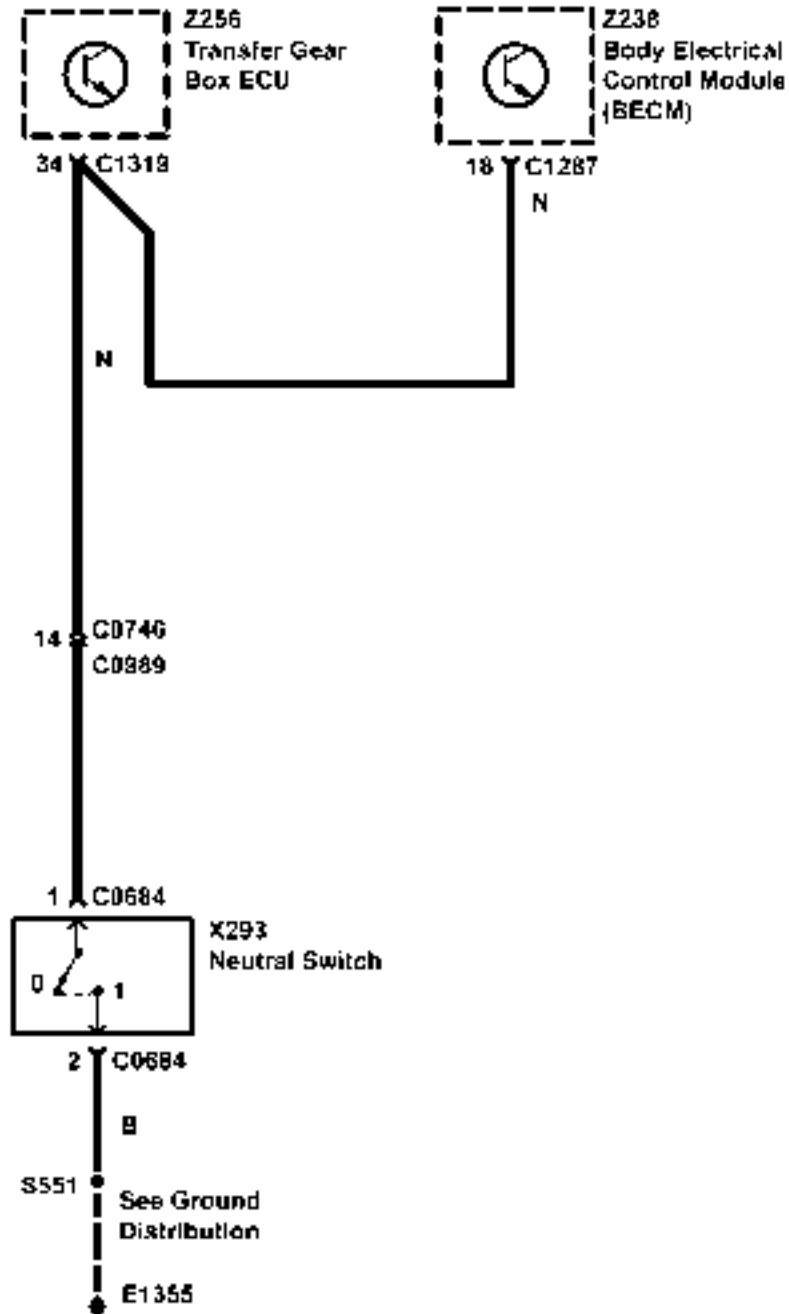 Z256
Transfer Gear
Box ECU
Z238
Body Electrical
Control Module
(BECM)
34 C1319
18 C1287
N
N
14 C0746
C0989
1 C0684
X293
Neutral Switch
0 1
2 C0684
B
S551
See Ground
Distribution
E1355